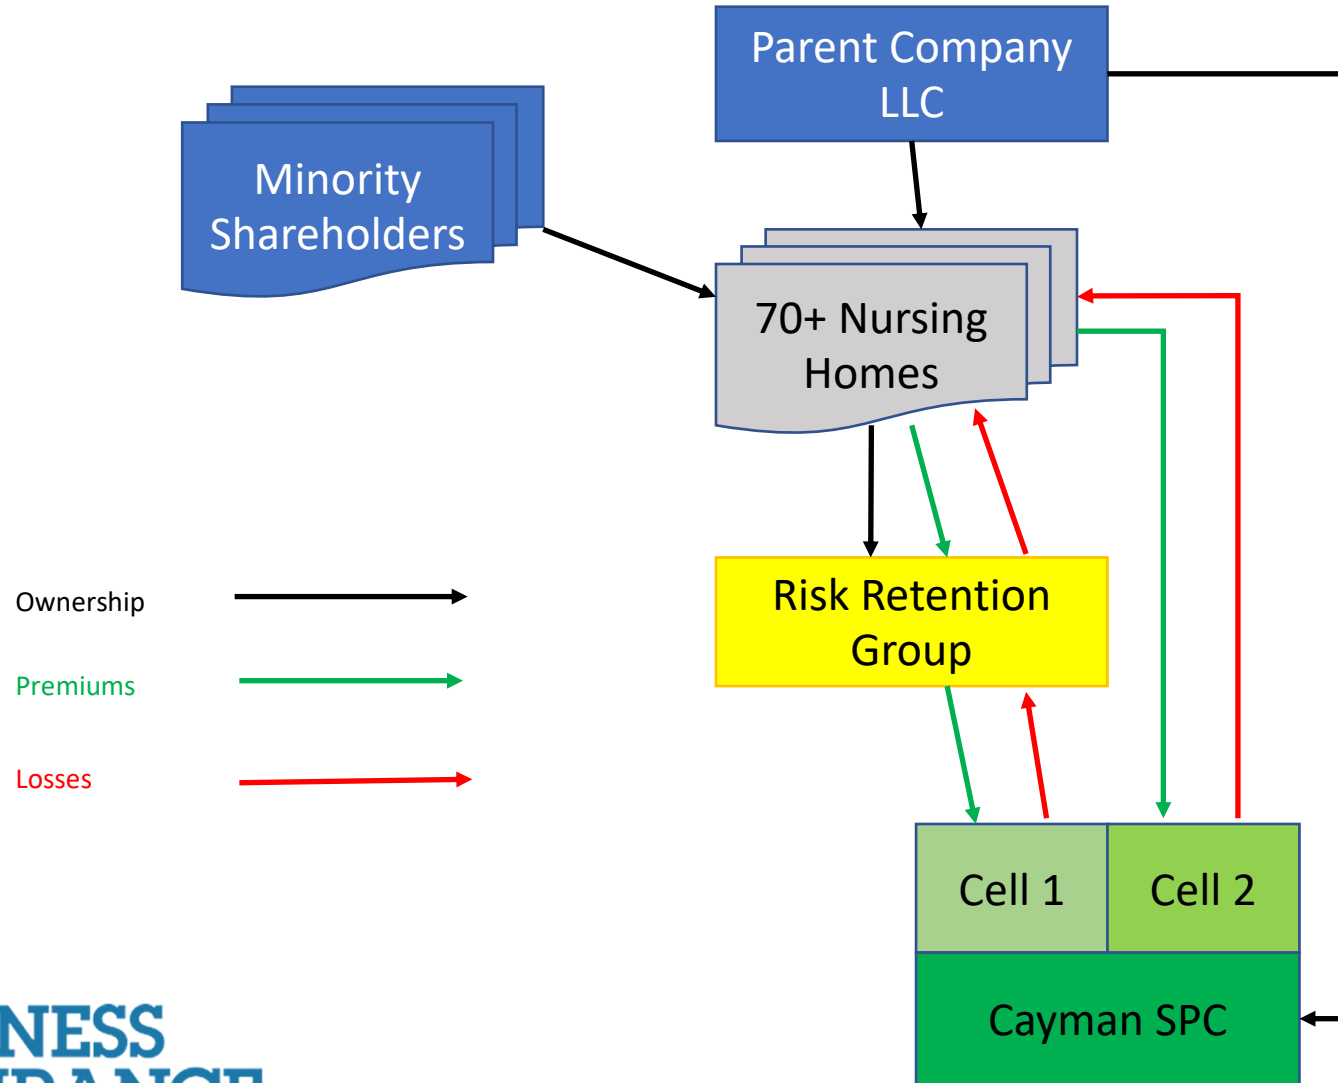 Parent Company
LLC
Minority
Shareholders
70+ Nursing
Homes
Ownership
Premiums
Losses
Risk Retention
Group
Cell 1
Cell 2
Cayman SPC
NESS